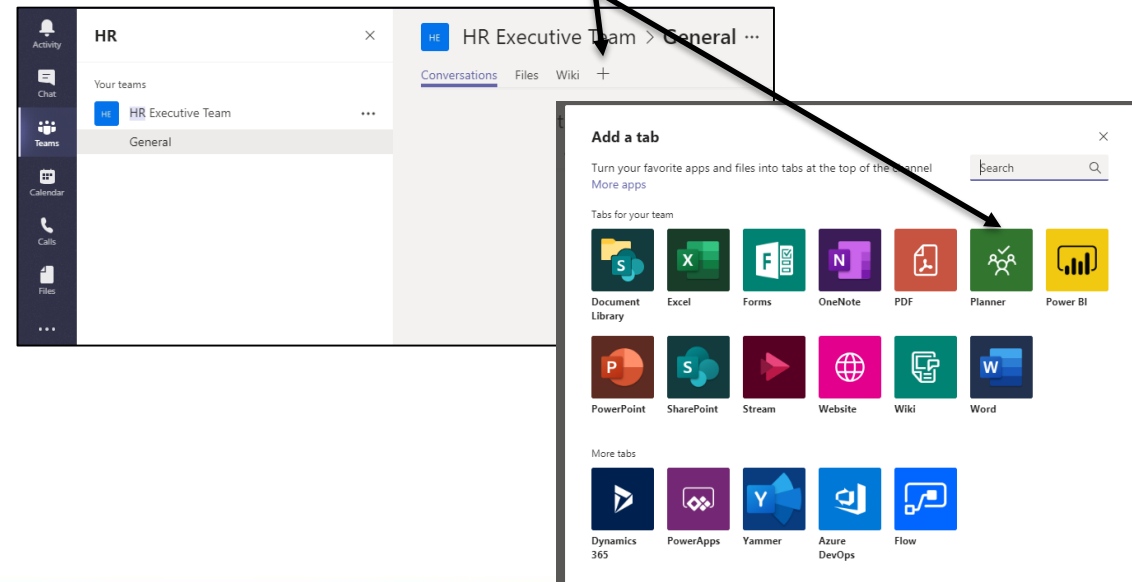 Activity
Chat
Teams
Calendar
Calls
Files
HR
Your teams
HE HR Executive Team
General
HE HR Executive Team > General ...
Conversations Files Wiki +
Add a tab
Turn your favorite apps and files into tabs at the top of the channel
More apps
Search
Tabs for your team
S X F N W
Document Library
Excel
Forms
OneNote
PDF
Planner
Power BI
P S W
PowerPoint
SharePoint
Stream
Website
Wiki
Word
More tabs
Y
Dynamics 365
PowerApps
Yammer
Azure DevOps
Flow